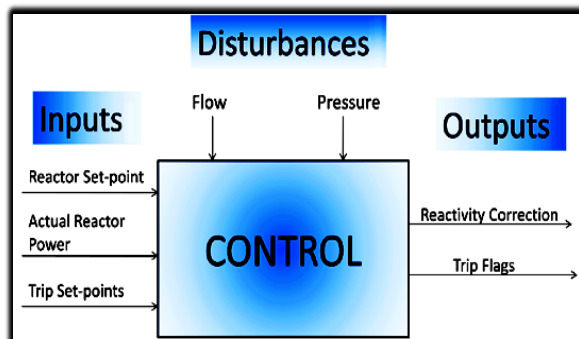 Disturbances
Flow Pressure
Inputs
Outputs
Reactor Set-point
Actual Reactor
Power
Trip Set-points
CONTROL
Reactivity Correction
Trip Flags